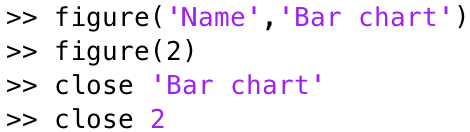 >> figure('Name','Bar chart')
>> figure(2)
>> close 'Bar chart'
>> close 2